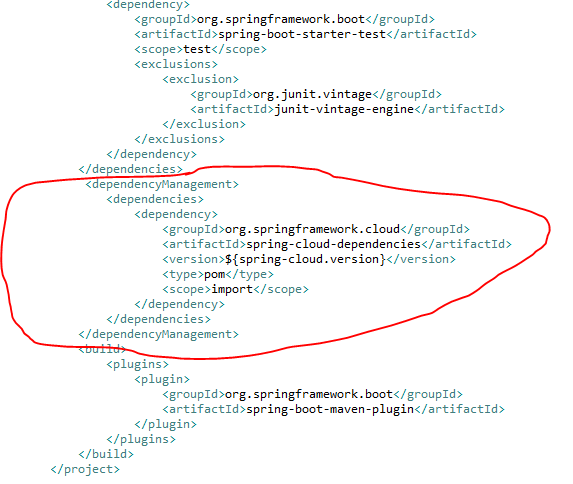 <dependency>
<groupId>org.springframework.boot</groupId>
<artifactId>spring-boot-starter-test</artifactId>
<scope>test</scope>
<exclusions>
<exclusion>
<groupId>org.junit.vintage</groupId>
<artifactId>junit-vintage-engine</artifactId>
</exclusion>
</exclusions>
</dependency>
</dependencies>
<dependencyManagement>
<dependencies>
<dependency>
<groupId>org.springframework.cloud</groupId>
<artifactId>spring-cloud-dependencies</artifactId>
<version>${spring-cloud.version}</version>
<type>pom</type>
<scope>import</scope>
</dependency>
</dependencies>
</dependencyManagement>
<build>
<plugins>
<plugin>
<groupId>org.springframework.boot</groupId>
<artifactId>spring-boot-maven-plugin</artifactId>
</plugin>
</plugins>
</build>
</project>